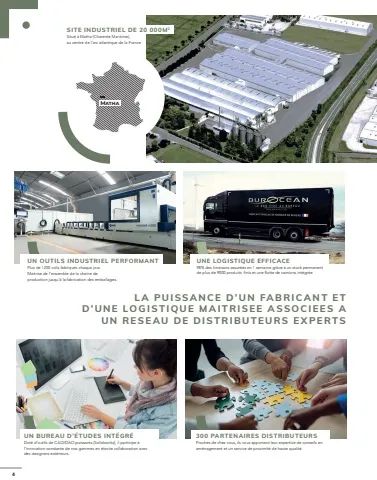 SITE INDUSTRIEL DE 20 000M²
Situé à Matha (Charente Maritime),
au centre de l'arc atlantique de la France
MATHA
DUROCEAN
UN OUTILS INDUSTRIEL PERFORMANT
Plus de 1200 colis fabriqués chaque jour.
Maitrise de l'ensemble de la chaine de
production jusqu'à la fabrication des emballages.
UNE LOGISTIQUE EFFICACE
98% des livraisons assurées en 1 semaine grâce à un stock permanent
de plus de 9000 produits finis et une flotte de camions intégrée
LA PUISSANCE D'UN FABRICANT ET
D'UNE LOGISTIQUE MAITRISEE ASSOCIEES A
UN RESEAU DE DISTRIBUTEURS EXPERTS
UN BUREAU D'ÉTUDES INTÉGRÉ
Doté d'outils de CAO/DAO puissants (Solidworks), il participe à
l'innovation constante de nos gammes en étroite collaboration avec
des designers extérieurs.
300 PARTENAIRES DISTRIBUTEURS
Proches de chez vous, ils vous apportent leur expertise de conseil en
aménagement et un service de proximité de haute qualité.
4